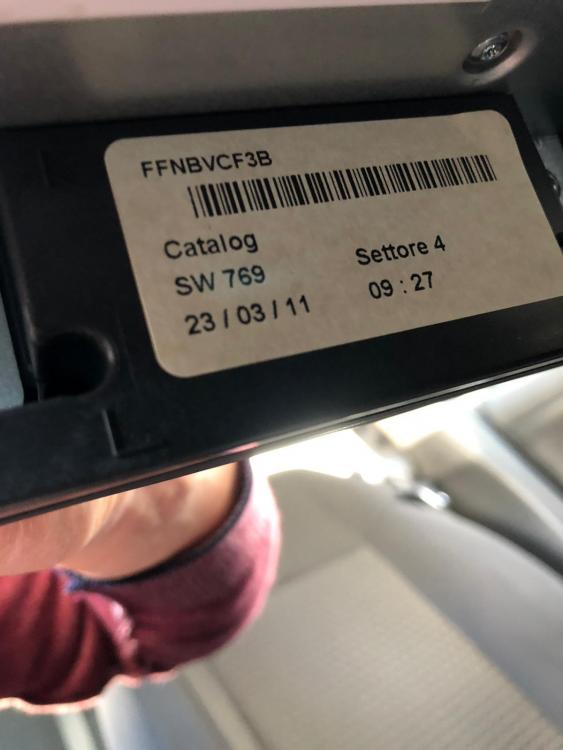 FFNBVCF3B
Catalog
SW 769
Settore 4
23 / 03 / 11
09 : 27